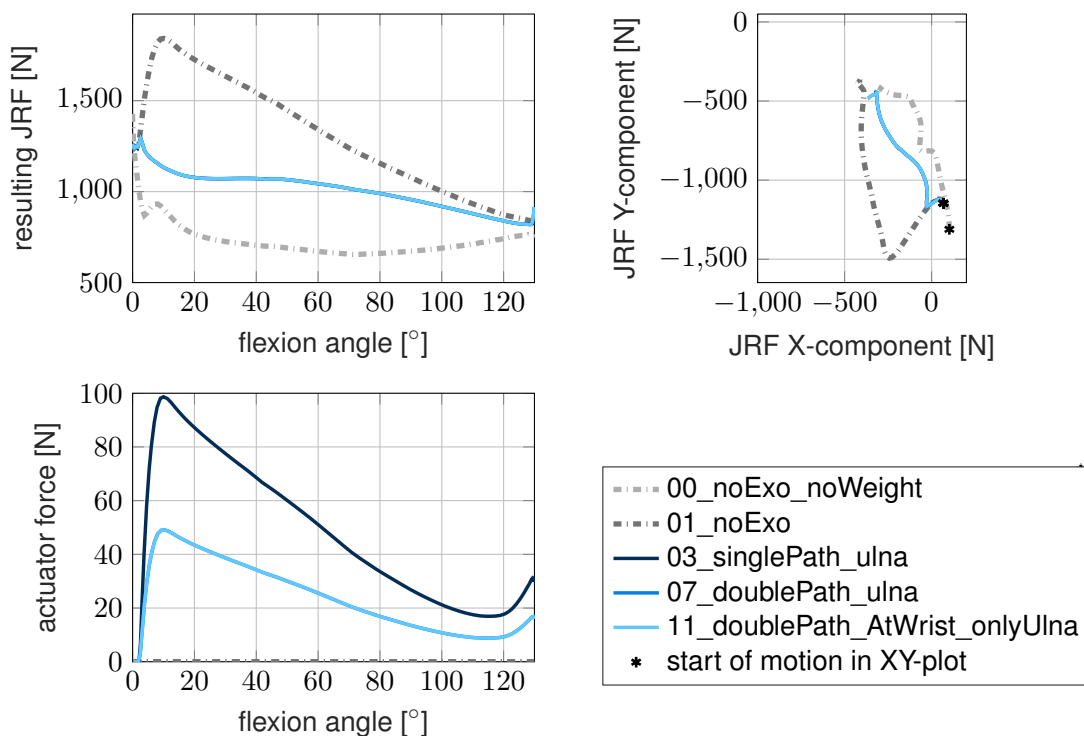 resulting JRF [N]
1,500
1,000
500
0 20 40 60 80 100 120
flexion angle [°]
JRF Y-component [N]
0
−500
−1,000
−1,500
−1,000 −500 0
JRF X-component [N]
actuator force [N]
100
80
60
40
20
0
0 20 40 60 80 100 120
flexion angle [°]
00_noExo_noWeight
01_noExo
03_singlePath_ulna
07_doublePath_ulna
11_doublePath_AtWrist_onlyUlna
start of motion in XY-plot